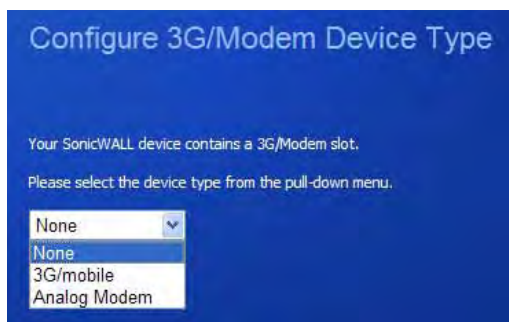 Configure 3G/Modem Device Type
Your SonicWALL device contains a 3G/Modem slot.
Please select the device type from the pull-down menu.
None
None
3G/mobile
Analog Modem